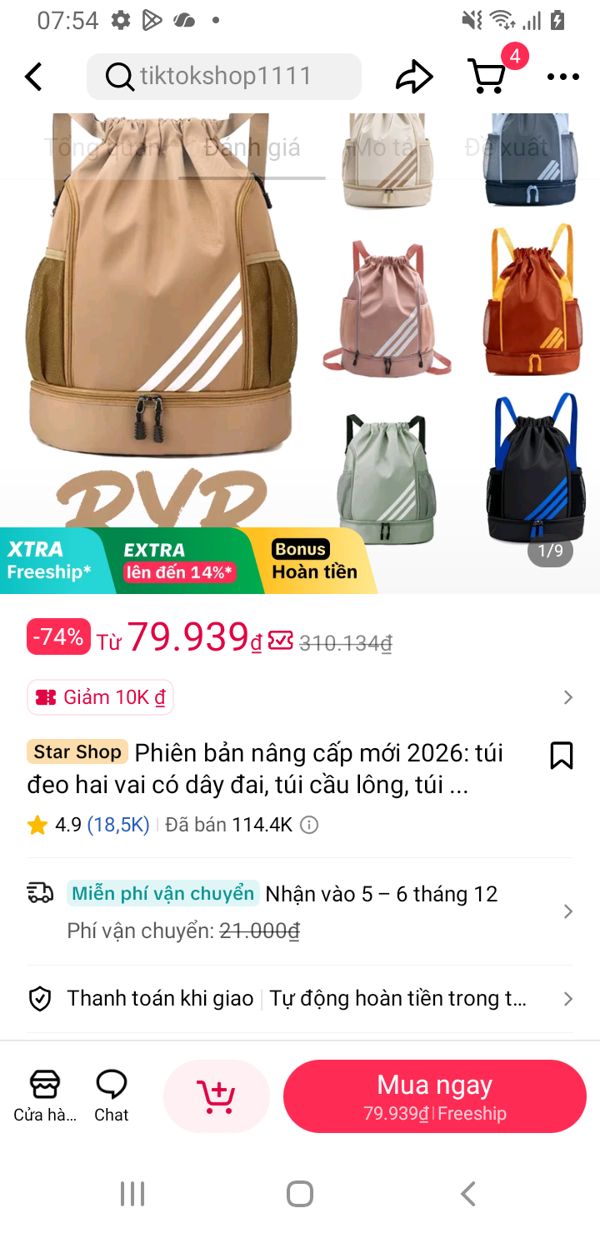 07:54
4
tiktokshop1111
Tổng quan Đánh giá Mô tả Đề xuất
RYR
XTRA EXTRA Bonus
Freeship* lên đến 14%* Hoàn tiền
1/9
-74% Từ 79.939₫ 310.134₫
Giảm 10K ₫
Star Shop Phiên bản nâng cấp mới 2026: túi
đeo hai vai có dây đai, túi cầu lông, túi ...
4.9 (18,5K) Đã bán 114.4K
Miễn phí vận chuyển Nhận vào 5 – 6 tháng 12
Phí vận chuyển: 21.000₫
Thanh toán khi giao Tự động hoàn tiền trong t...
Mua ngay
Cửa hà... Chat 79.939₫ Freeship